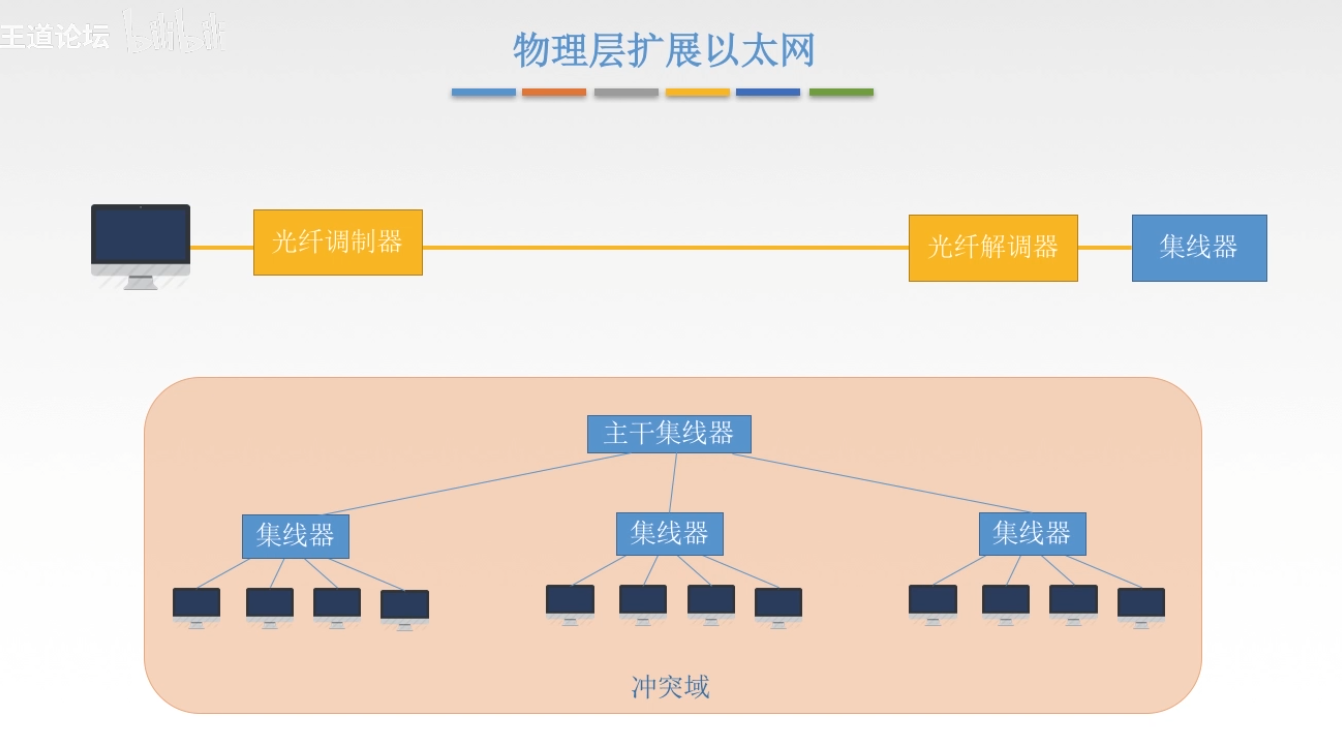 王道论坛 bilibili
物理层扩展以太网
光纤调制器
光纤解调器
集线器
主干集线器
集线器
集线器
集线器
冲突域